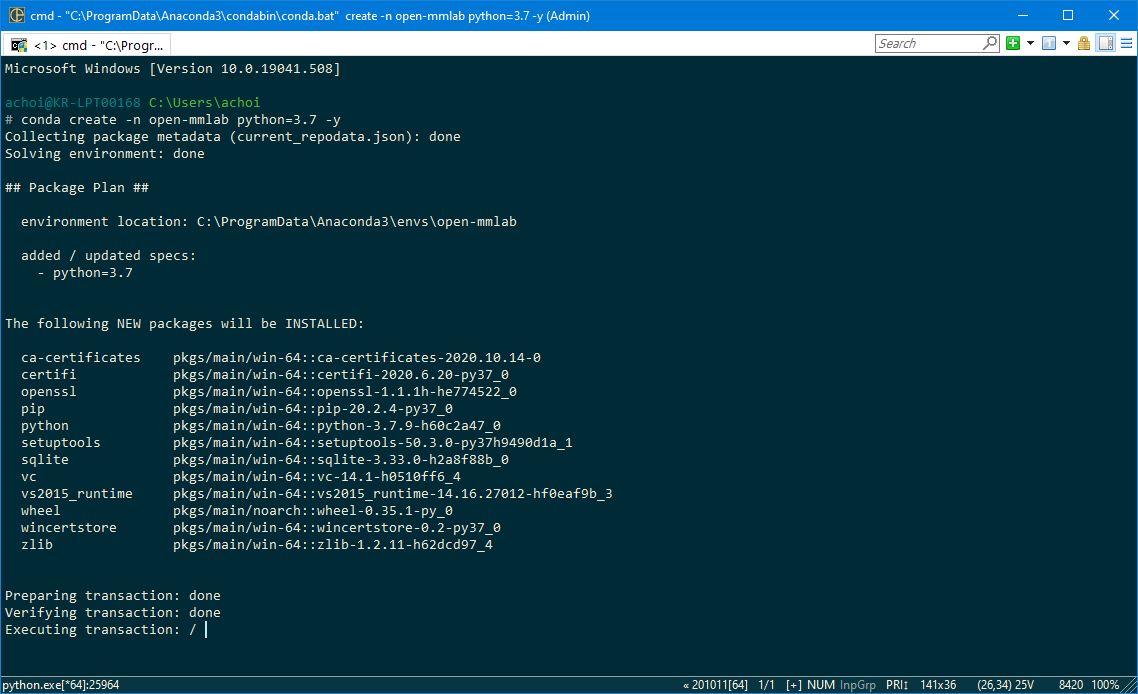 cmd - "C:\ProgramData\Anaconda3\condabin\conda.bat"  create -n open-mmlab python=3.7 -y (Admin)
<1> cmd - "C:\Progr...
Search
Microsoft Windows [Version 10.0.19041.508]
achoi@KR-LPT00168 C:\Users\achoi
# conda create -n open-mmlab python=3.7 -y
Collecting package metadata (current_repodata.json): done
Solving environment: done
## Package Plan ##
environment location: C:\ProgramData\Anaconda3\envs\open-mmlab
added / updated specs:
- python=3.7
The following NEW packages will be INSTALLED:
ca-certificates    pkgs/main/win-64::ca-certificates-2020.10.14-0
certifi            pkgs/main/win-64::certifi-2020.6.20-py37_0
openssl            pkgs/main/win-64::openssl-1.1.1h-he774522_0
pip                pkgs/main/win-64::pip-20.2.4-py37_0
python             pkgs/main/win-64::python-3.7.9-h60c2a47_0
setuptools         pkgs/main/win-64::setuptools-50.3.0-py37h9490d1a_1
sqlite             pkgs/main/win-64::sqlite-3.33.0-h2a8f88b_0
vc                 pkgs/main/win-64::vc-14.1-h0510ff6_4
vs2015_runtime     pkgs/main/win-64::vs2015_runtime-14.16.27012-hf0eaf9b_3
wheel              pkgs/main/noarch::wheel-0.35.1-py_0
wincertstore       pkgs/main/win-64::wincertstore-0.2-py37_0
zlib               pkgs/main/win-64::zlib-1.2.11-h62dcd97_4
Preparing transaction: done
Verifying transaction: done
Executing transaction: /
python.exe[*64]:25964 « 201011[64] 1/1 [+] NUM InpGrp PRI↕ 141x36 (26,34) 25V 8420 100%